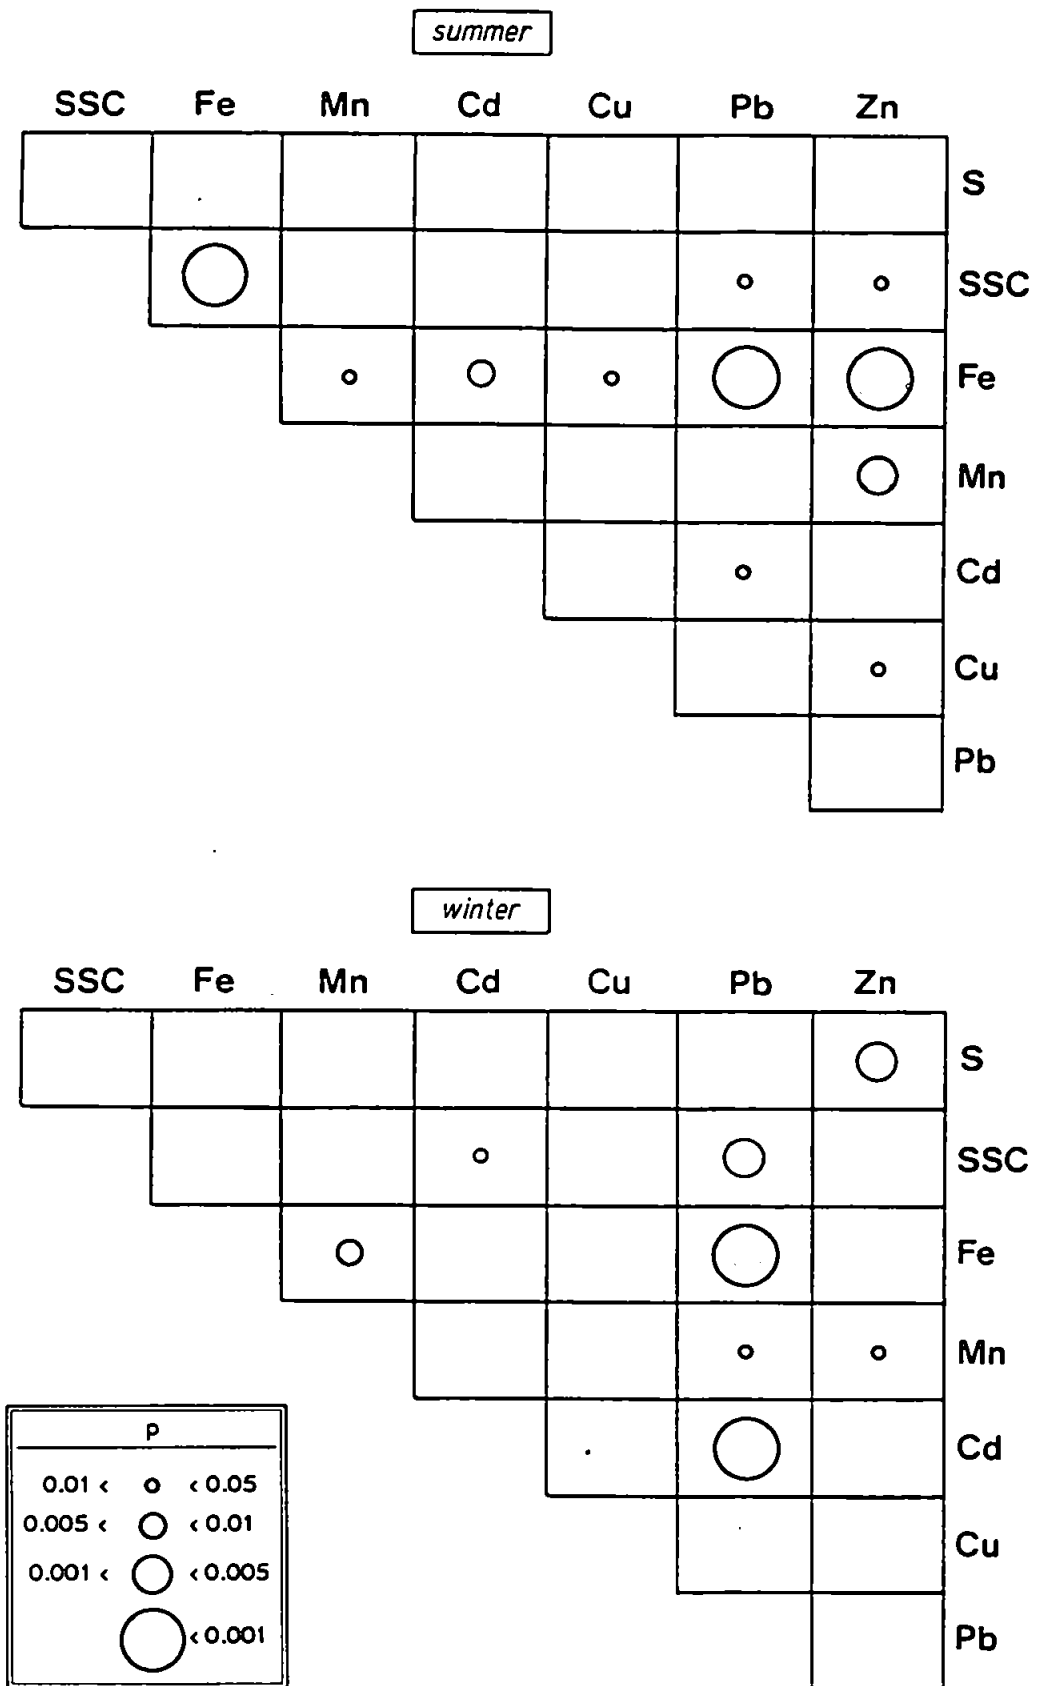 summer
SSC Fe Mn Cd Cu Pb Zn
S
SSC
Fe
Mn
Cd
Cu
Pb
winter
SSC Fe Mn Cd Cu Pb Zn
S
SSC
Fe
Mn
Cd
Cu
Pb
P
0.01 < < 0.05
0.005 < < 0.01
0.001 < < 0.005
< 0.001